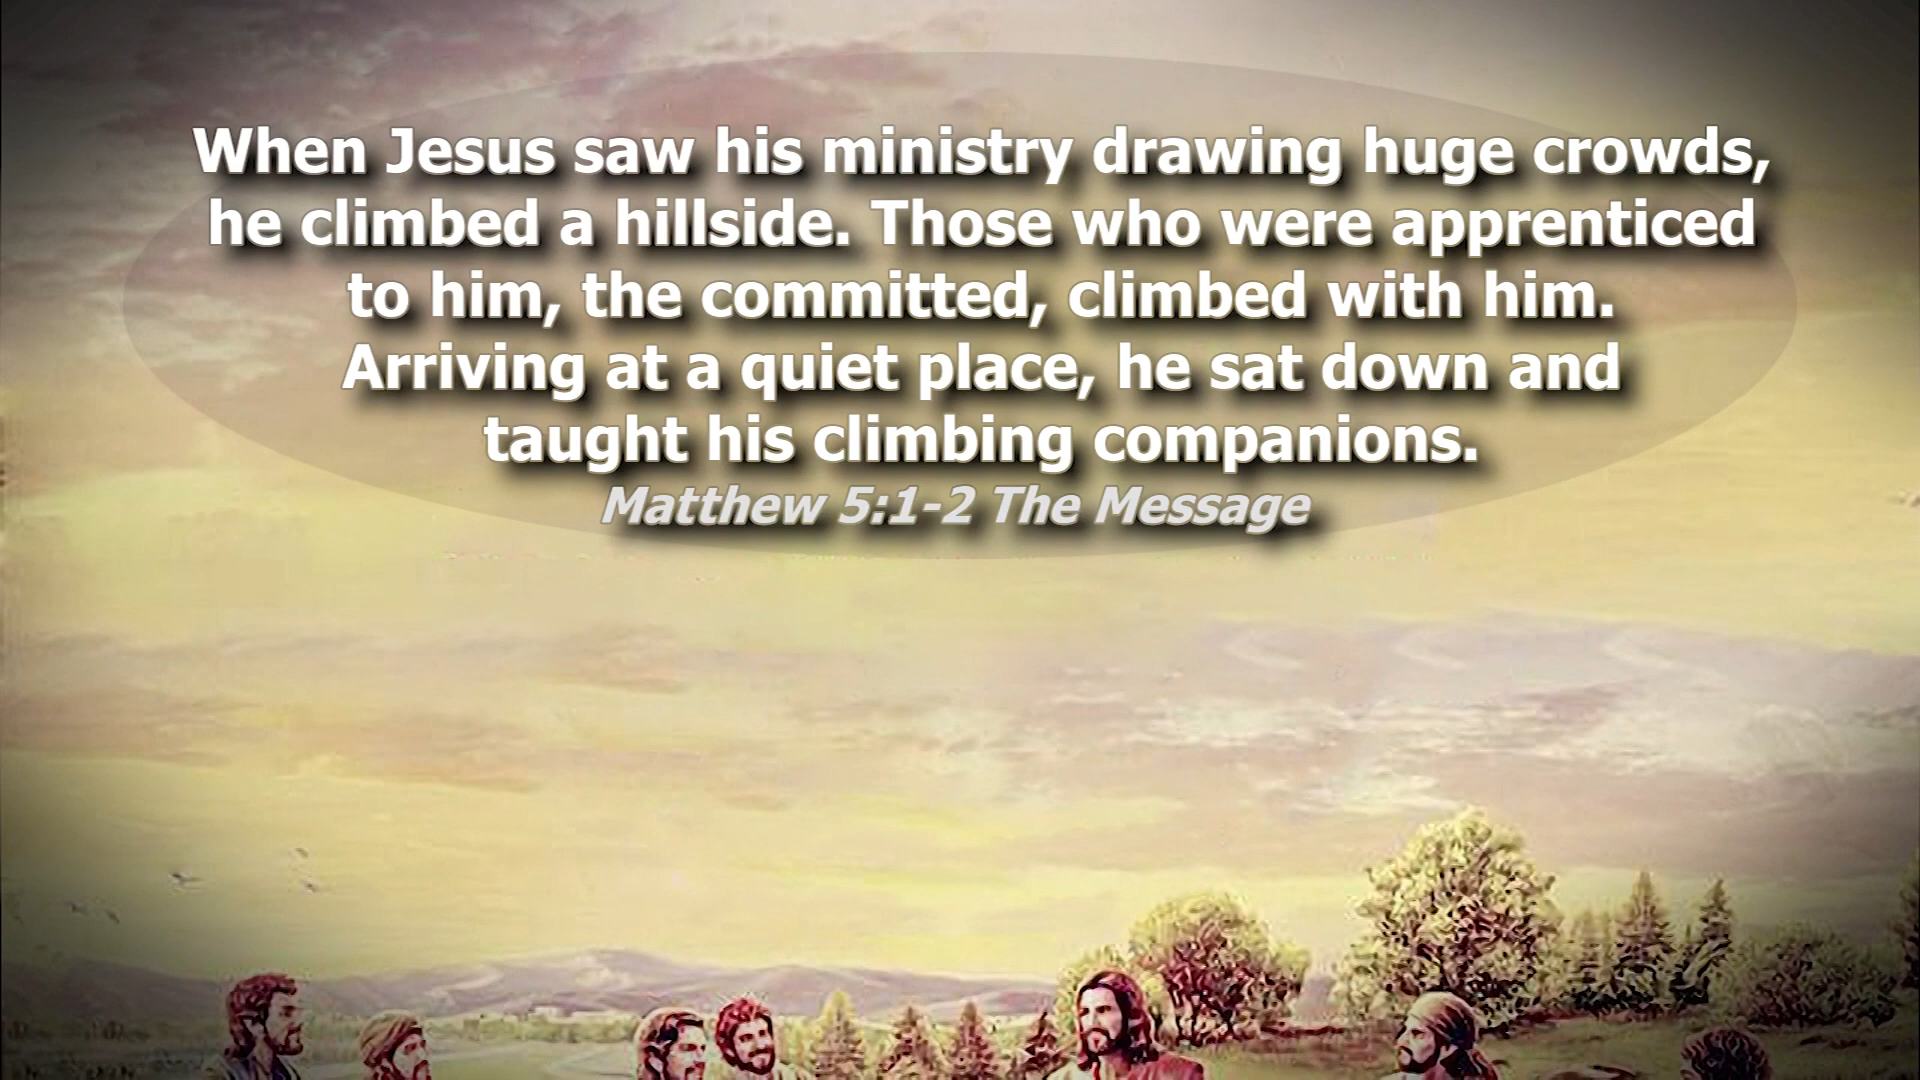 When Jesus saw his ministry drawing huge crowds,
he climbed a hillside. Those who were apprenticed
to him, the committed, climbed with him.
Arriving at a quiet place, he sat down and
taught his climbing companions.
Matthew 5:1-2 The Message